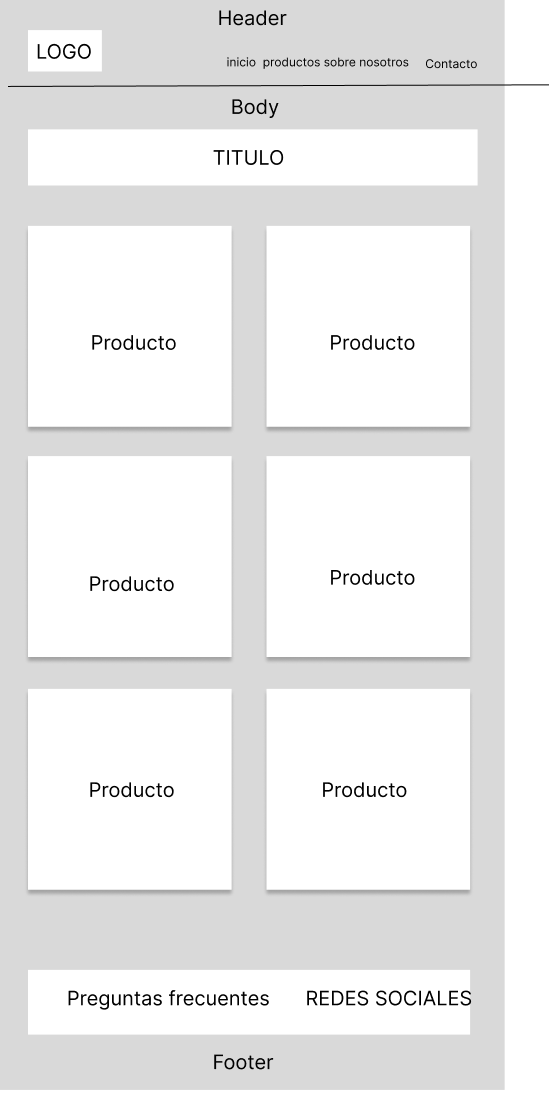 Header
LOGO
inicio productos sobre nosotros Contacto
Body
TITULO
Producto Producto
Producto Producto
Producto Producto
Preguntas frecuentes REDES SOCIALES
Footer